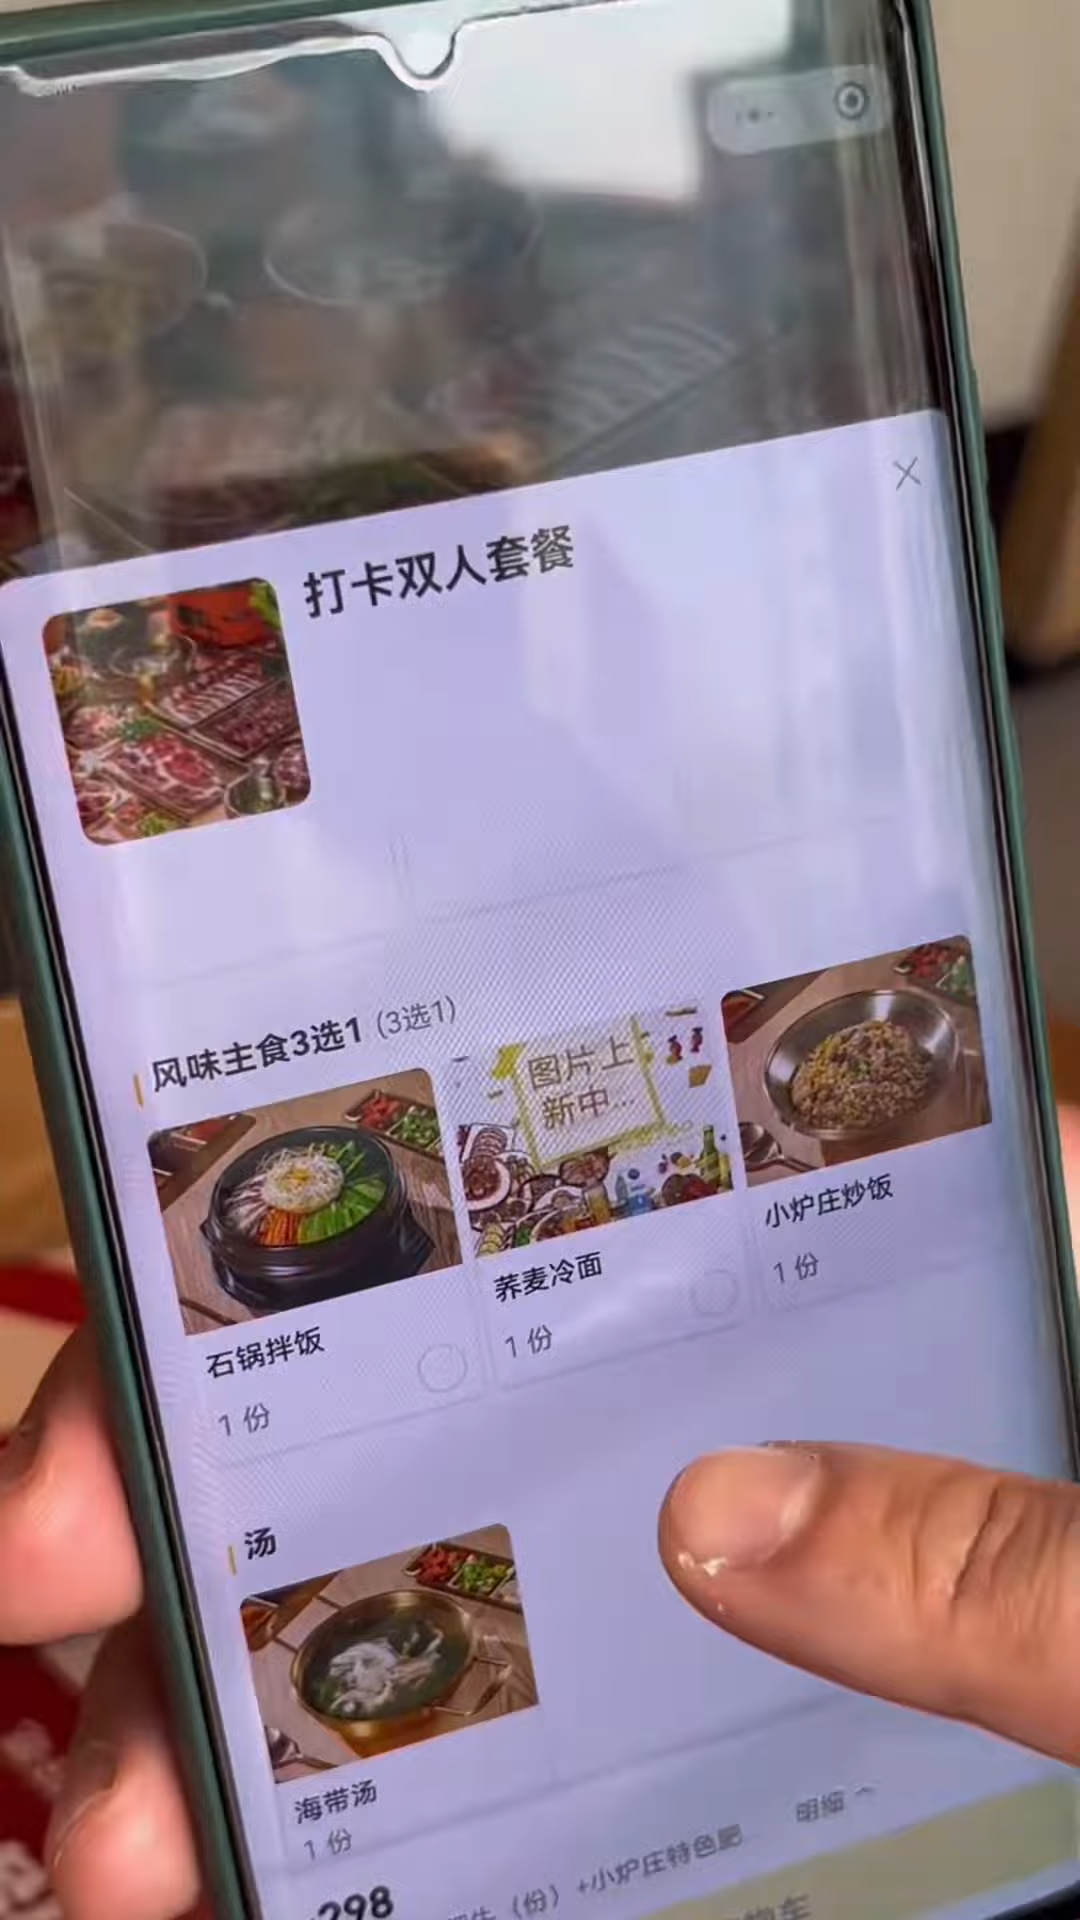 打卡双人套餐
风味主食3选1 (3选1)
图片上
新中...
石锅拌饭
1 份
荞麦冷面
1 份
小炉庄炒饭
1 份
汤
海带汤
1 份
明细
298
(份) +小炉庄特色肥